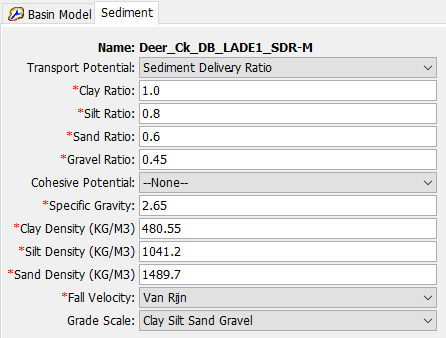 Basin Model Sediment
Name: Deer_Ck_DB_LADE1_SDR-M
Transport Potential: Sediment Delivery Ratio
*Clay Ratio: 1.0
*Silt Ratio: 0.8
*Sand Ratio: 0.6
*Gravel Ratio: 0.45
Cohesive Potential: --None--
*Specific Gravity: 2.65
*Clay Density (KG/M3) 480.55
*Silt Density (KG/M3) 1041.2
*Sand Density (KG/M3) 1489.7
*Fall Velocity: Van Rijn
Grade Scale: Clay Silt Sand Gravel